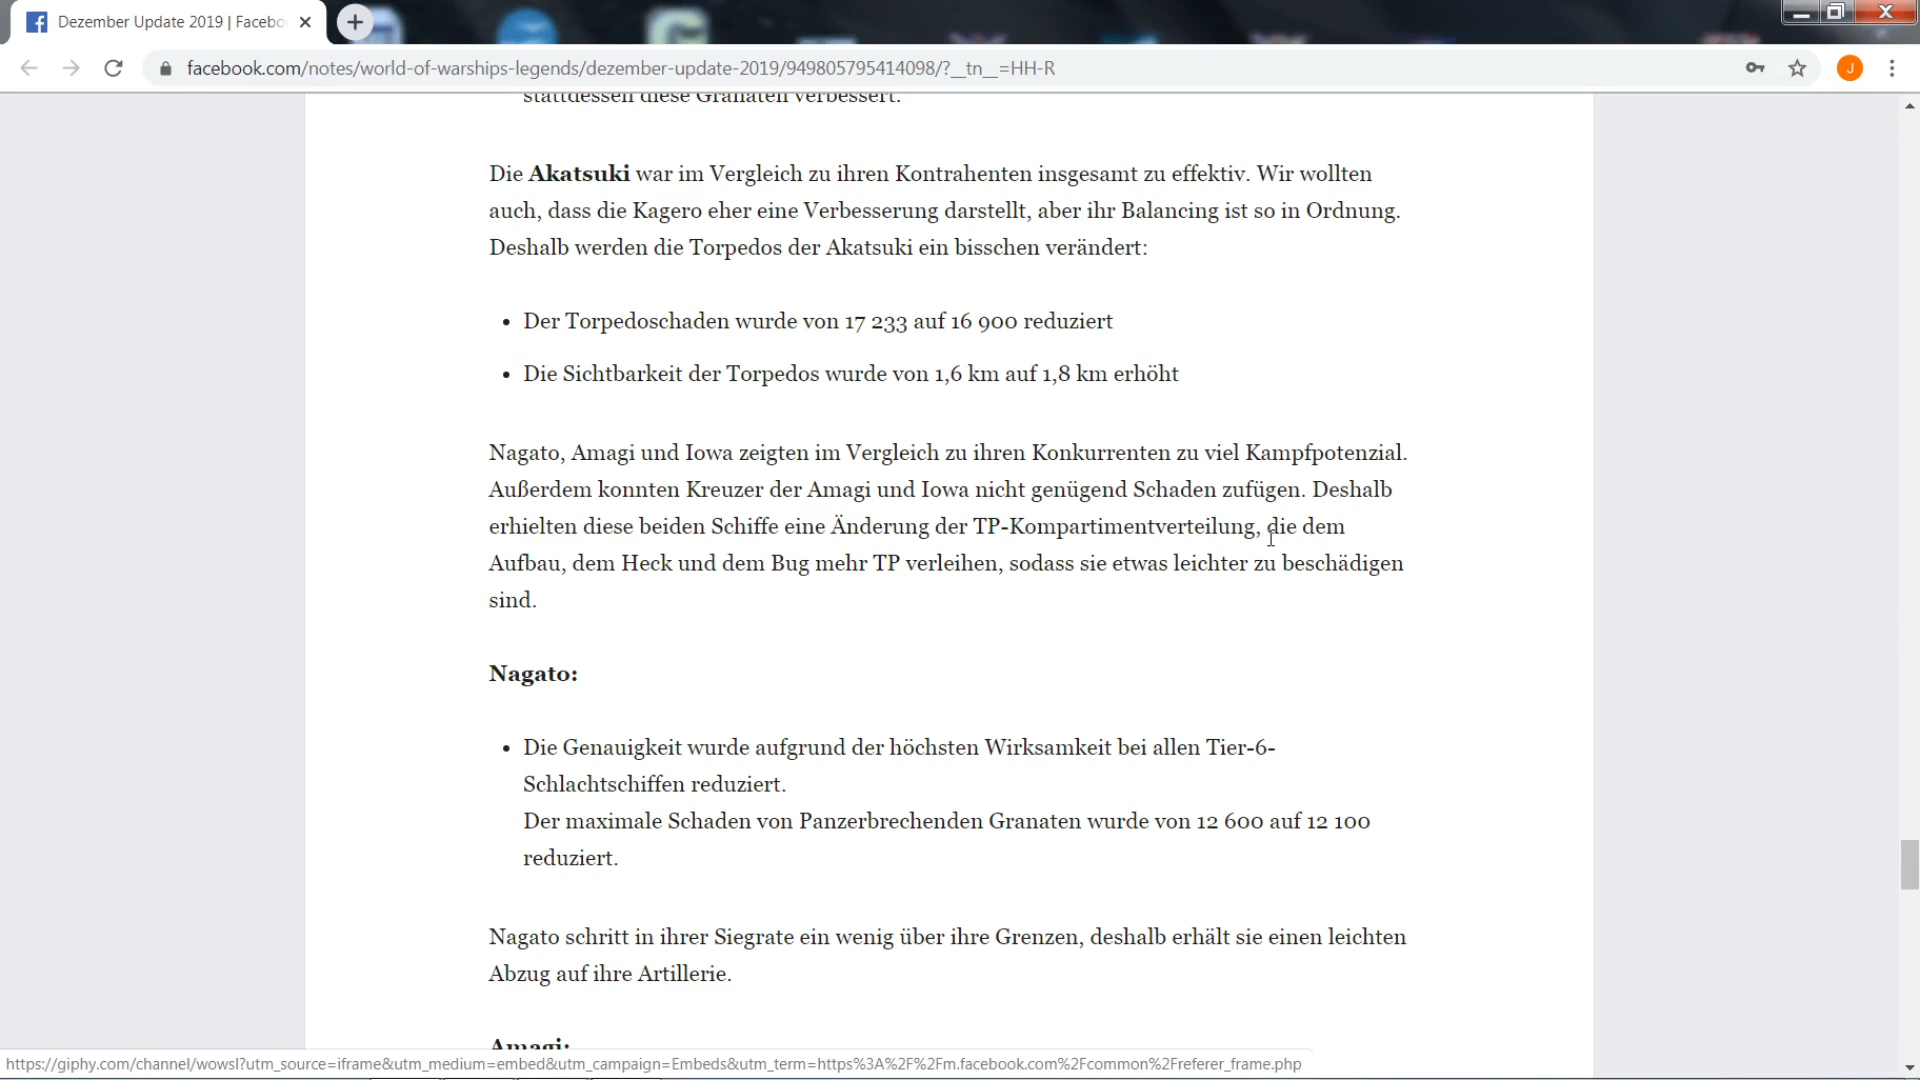 Dezember Update 2019 | Facebo
facebook.com/notes/world-of-warships-legends/dezember-update-2019/949805795414098/?__tn__=HH-R
J
stattdessen diese Granaten verbessert.
Die Akatsuki war im Vergleich zu ihren Kontrahenten insgesamt zu effektiv. Wir wollten
auch, dass die Kagero eher eine Verbesserung darstellt, aber ihr Balancing ist so in Ordnung.
Deshalb werden die Torpedos der Akatsuki ein bisschen verändert:
• Der Torpedoschaden wurde von 17 233 auf 16 900 reduziert
• Die Sichtbarkeit der Torpedos wurde von 1,6 km auf 1,8 km erhöht
Nagato, Amagi und Iowa zeigten im Vergleich zu ihren Konkurrenten zu viel Kampfpotenzial.
Außerdem konnten Kreuzer der Amagi und Iowa nicht genügend Schaden zufügen. Deshalb
erhielten diese beiden Schiffe eine Änderung der TP-Kompartimentverteilung, die dem
Aufbau, dem Heck und dem Bug mehr TP verleihen, sodass sie etwas leichter zu beschädigen
sind.
Nagato:
• Die Genauigkeit wurde aufgrund der höchsten Wirksamkeit bei allen Tier-6-
Schlachtschiffen reduziert.
Der maximale Schaden von Panzerbrechenden Granaten wurde von 12 600 auf 12 100
reduziert.
Nagato schritt in ihrer Siegrate ein wenig über ihre Grenzen, deshalb erhält sie einen leichten
Abzug auf ihre Artillerie.
Amagi:
https://giphy.com/channel/wowsl?utm_source=iframe&utm_medium=embed&utm_campaign=Embeds&utm_term=https%3A%2F%2Fm.facebook.com%2Fcommon%2Freferer_frame.php